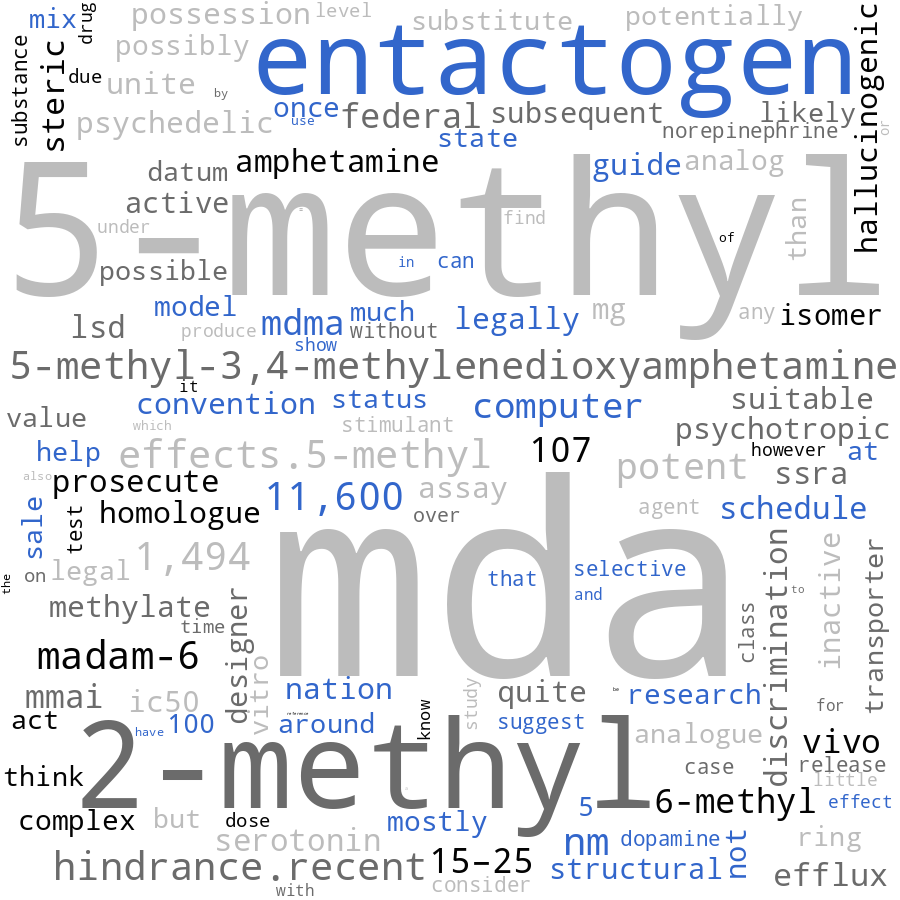 mix
drug
possession
level
substitute
potentially
entactogen
hallucinogenic
substance
steric
possibly
due
unite
by
psychedelic
once
use
federal
subsequent
likely
norepinephrine
or
state
amphetamine
guide
analog
datum
active
5-methyl
find
than
under
of
possible
in
can
model
lsd
produce
mdma
much
without
show
legally
mg
any
isomer
5-methyl-3,4-methylenedioxyamphetamine
it
value
convention
status
which
stimulant
computer
suitable
psychotropic
help
effects.5-methyl
107
however
at
also
prosecute
11,600
assay
potent
ssra
agent
schedule
sale
test
homologue
over
mda
1,494
the
on
legal
that
selective
and
discrimination
inactive
transporter
to
methylate
time
designer
class
madam-6
vitro
mmai
ic50
nation
study
quite
research
for
act
have
100
around
know
suggest
2-methyl
analogue
vivo
case
release
little
think
6-methyl
effect
complex
but
dose
mostly
5
serotonin
nm
dopamine
not
ring
hindrance.recent
15–25
structural
efflux
consider
with